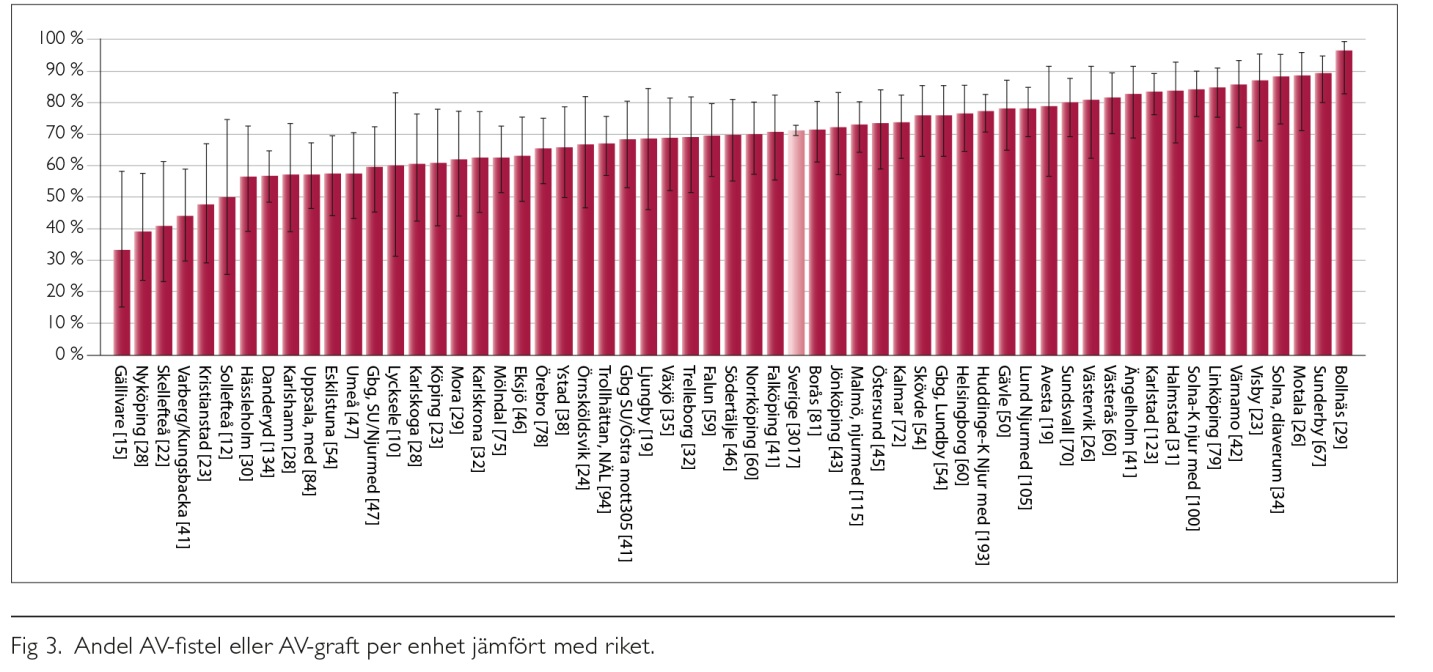 100 %
90 %
80 %
70 %
60 %
50 %
40 %
30 %
20 %
10 %
0 %
Gällivare [15]
Nyköping [28]
Skellefteå [22]
Varberg/Kungsbacka [41]
Kristianstad [23]
Sollefteå [12]
Hässleholm [30]
Danderyd [134]
Karlshamn [28]
Uppsala, med [84]
Eskilstuna [54]
Umeå [47]
Gbg, SU/Njurmed [47]
Lycksele [10]
Karlskoga [28]
Köping [23]
Mora [29]
Karlskrona [32]
Mölndal [75]
Eksjö [46]
Örebro [78]
Ystad [38]
Örnsköldsvik [24]
Trollhättan, NÄL [94]
Gbg SU/Östra mott305 [41]
Ljungby [19]
Växjö [35]
Trelleborg [32]
Falun [59]
Södertälje [46]
Norrköping [60]
Falköping [41]
Sverige [3017]
Borås [81]
Jönköping [43]
Malmö, njurmed [115]
Östersund [45]
Kalmar [72]
Skövde [54]
Gbg, Lundby [54]
Helsingborg [60]
Huddinge-K Njur med [193]
Gävle [50]
Lund Njurmed [105]
Avesta [19]
Sundsvall [70]
Västervik [26]
Västerås [60]
Ängelholm [41]
Karlstad [123]
Halmstad [31]
Solna-K njur med [100]
Linköping [79]
Värnamo [42]
Visby [23]
Solna, diaverum [34]
Motala [26]
Sunderby [67]
Bollnäs [29]
Fig 3. Andel AV-fistel eller AV-graft per enhet jämfört med riket.